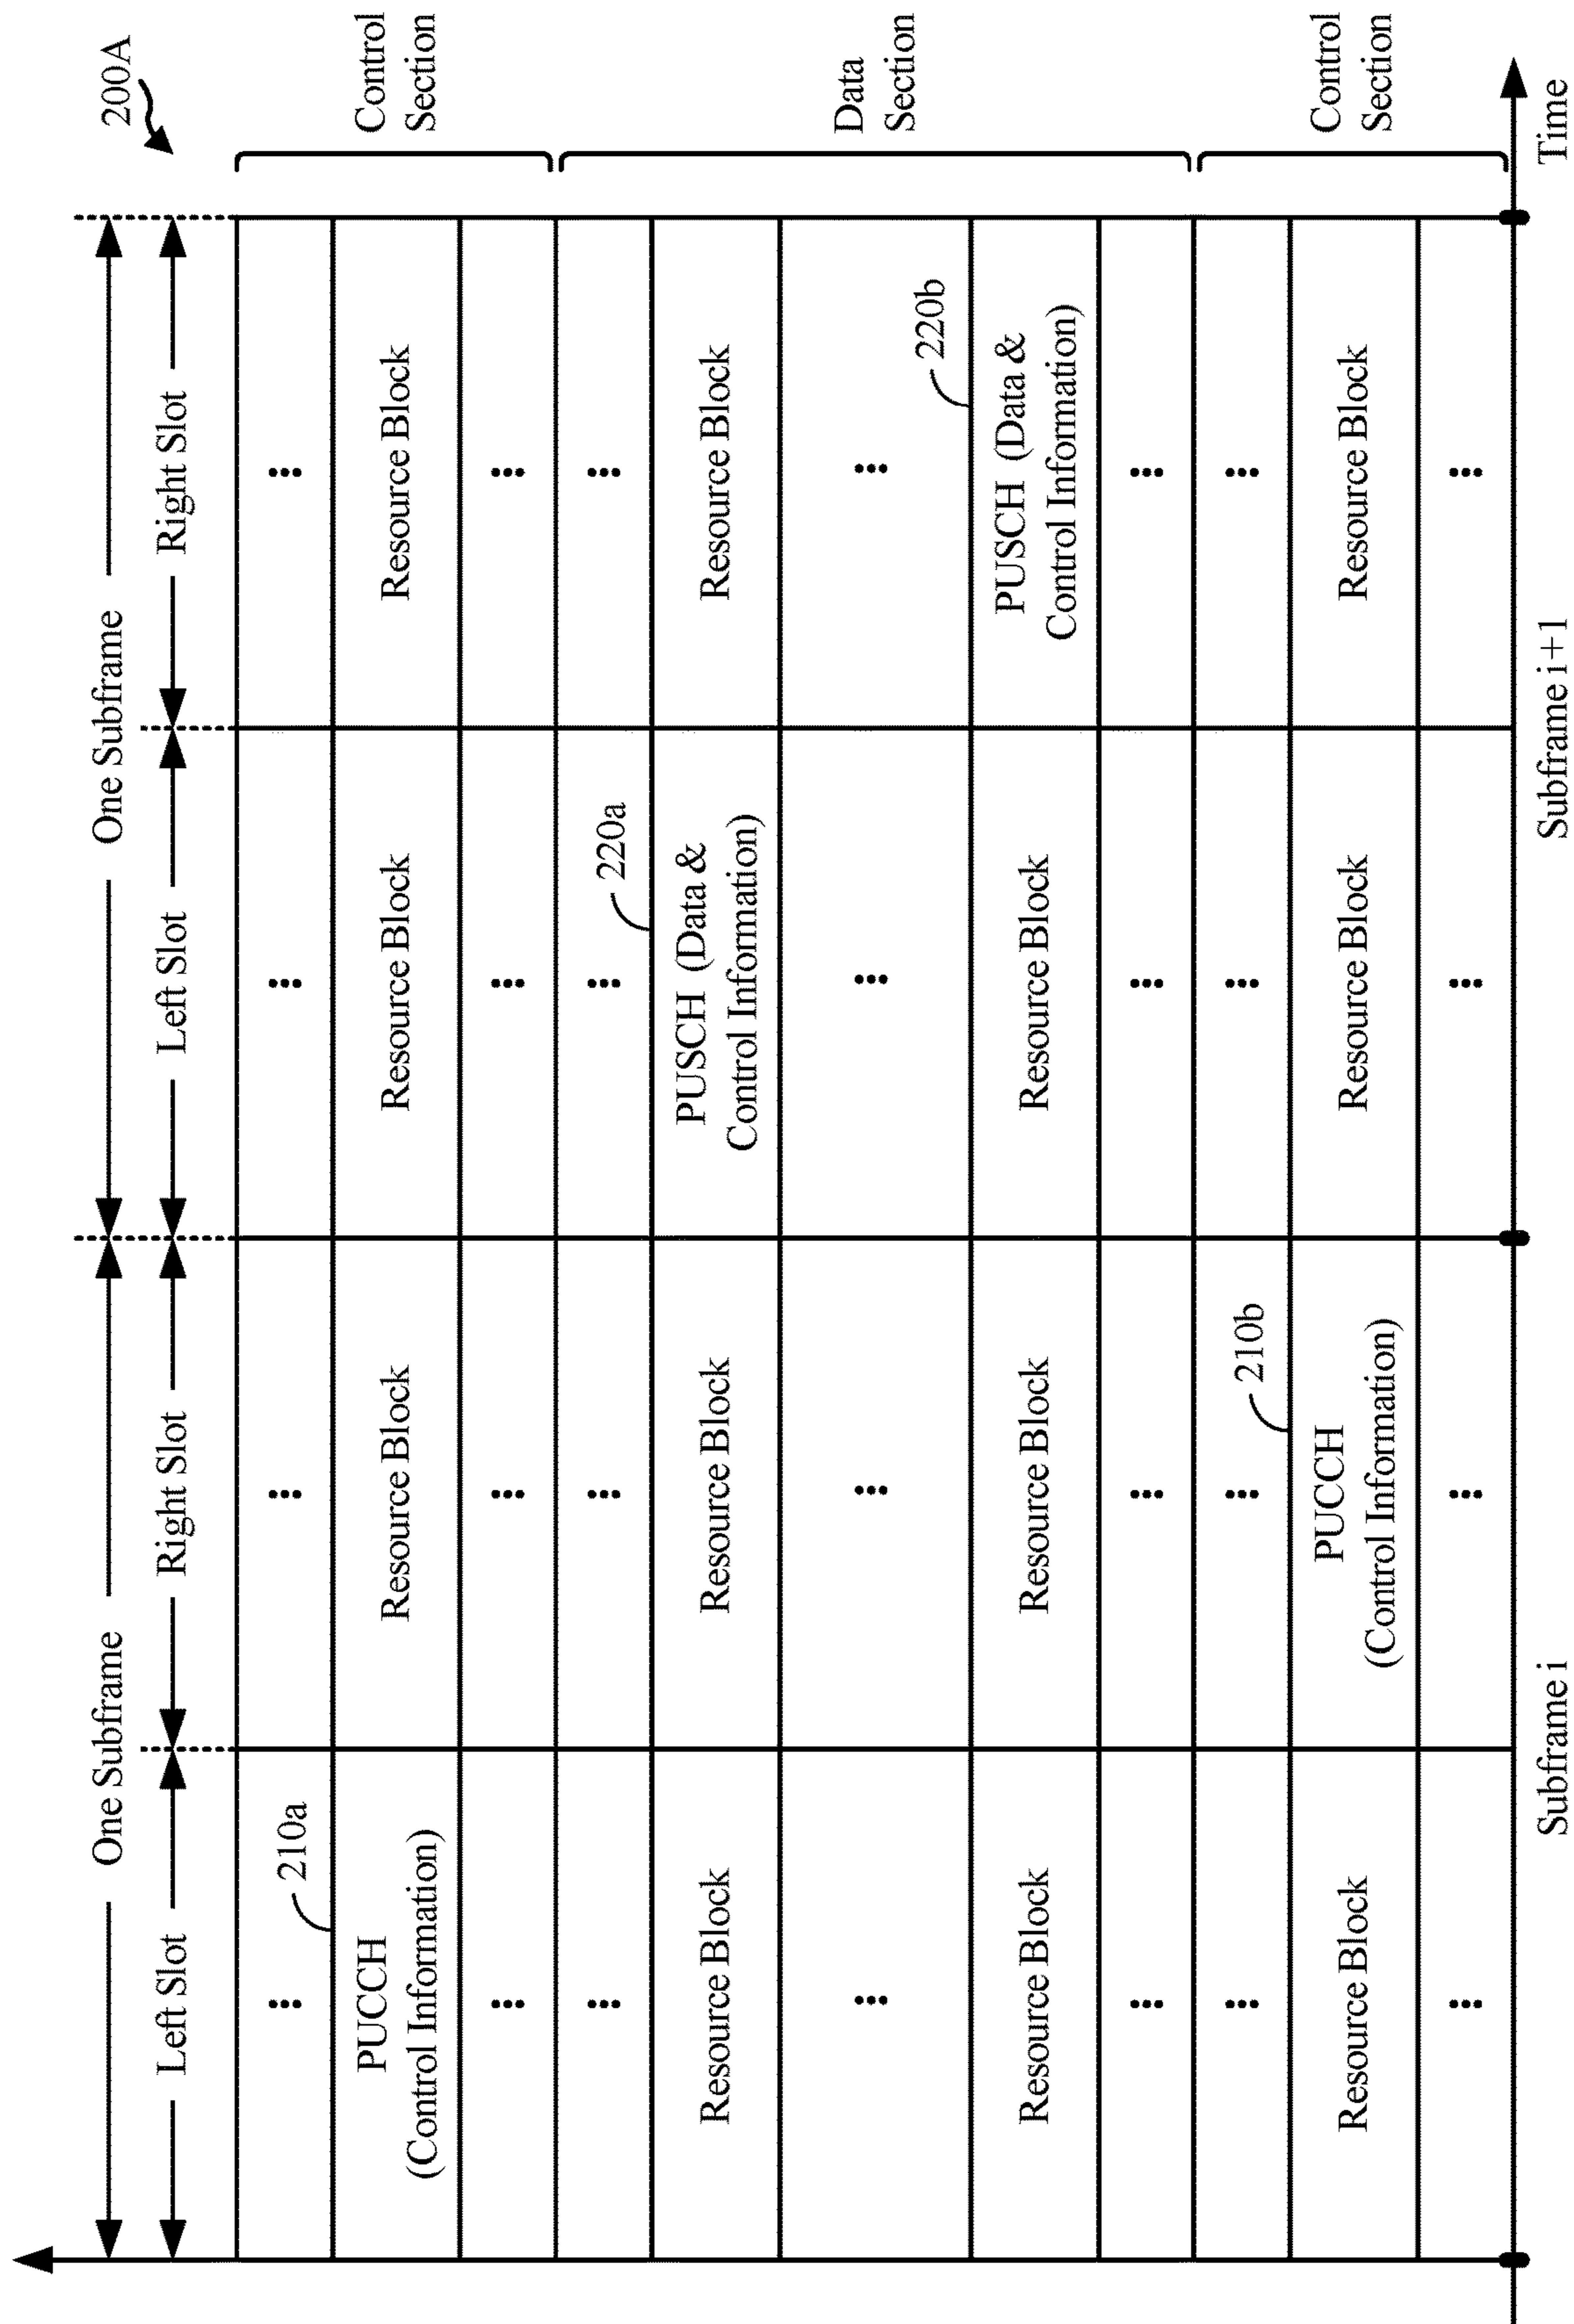 200A
One Subframe
One Subframe
Left Slot
Right Slot
Left Slot
Right Slot
⋮
⋮
⋮
⋮
210a
PUCCH
(Control Information)
Resource Block
Resource Block
Resource Block
Control
Section
⋮
⋮
⋮
⋮
⋮
⋮
⋮
⋮
220a
Resource Block
Resource Block
PUSCH (Data &
Control Information)
Resource Block
⋮
⋮
⋮
⋮
Data
Section
220b
Resource Block
Resource Block
Resource Block
PUSCH (Data &
Control Information)
⋮
⋮
⋮
⋮
⋮
⋮
⋮
⋮
210b
Resource Block
PUCCH
(Control Information)
Resource Block
Resource Block
Control
Section
⋮
⋮
⋮
⋮
Subframe i
Subframe i+1
Time